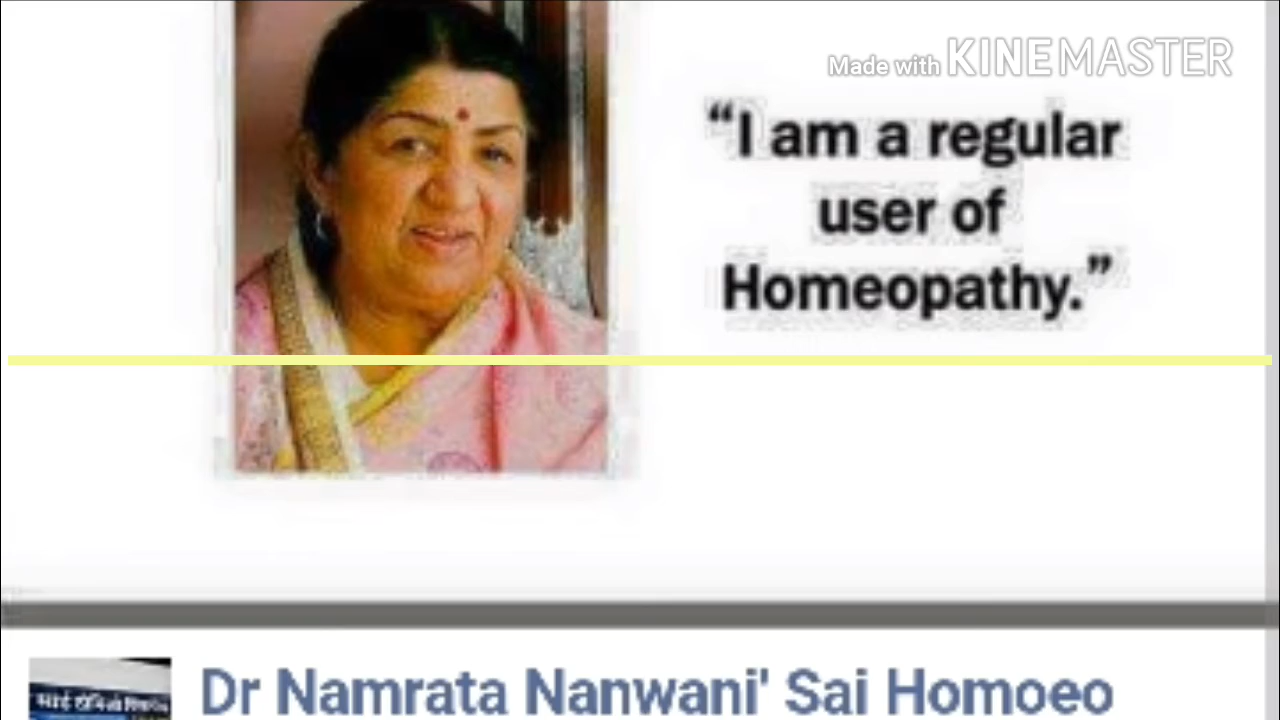 Made with KINEMASTER
“I am a regular
user of
Homeopathy.”
Dr Namrata Nanwani' Sai Homoeo